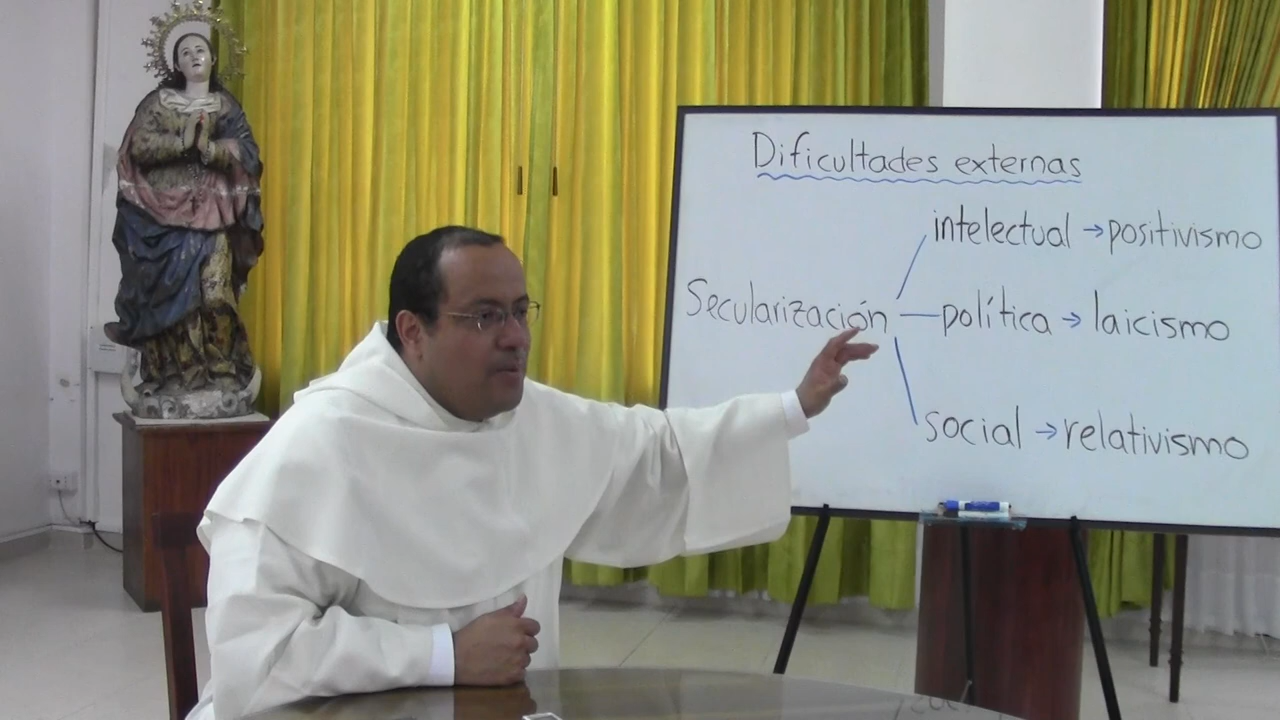 Dificultades externas
intelectual → positivismo
Secularización política → laicismo
social → relativismo